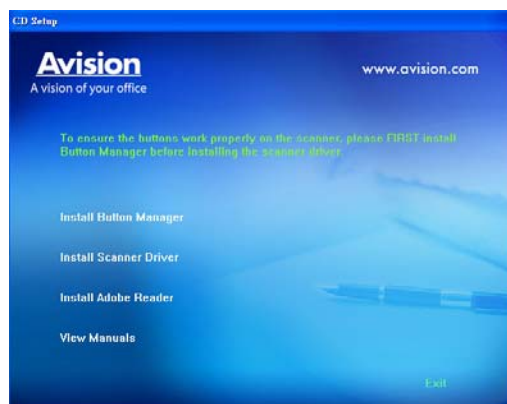 CD Setup
Avision
www.avision.com
A vision of your office
To ensure the buttons work properly on the scanner, please FIRST install
Button Manager before installing the scanner driver.
Install Button Manager
Install Scanner Driver
Install Adobe Reader
View Manuals
Exit